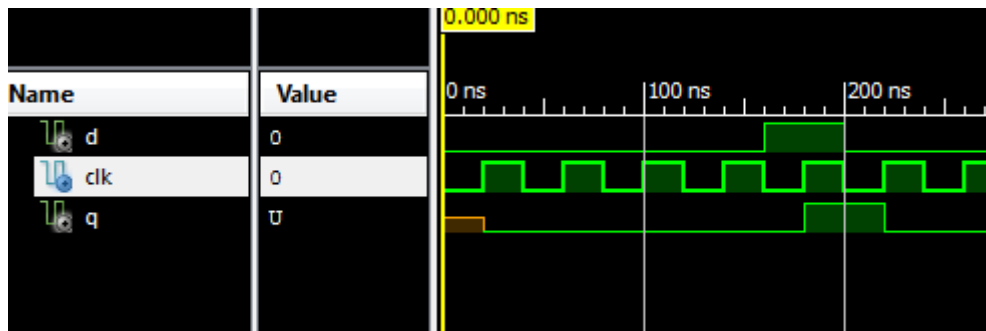 0.000 ns
Name Value 0 ns 100 ns 200 ns
d 0
clk 0
q U